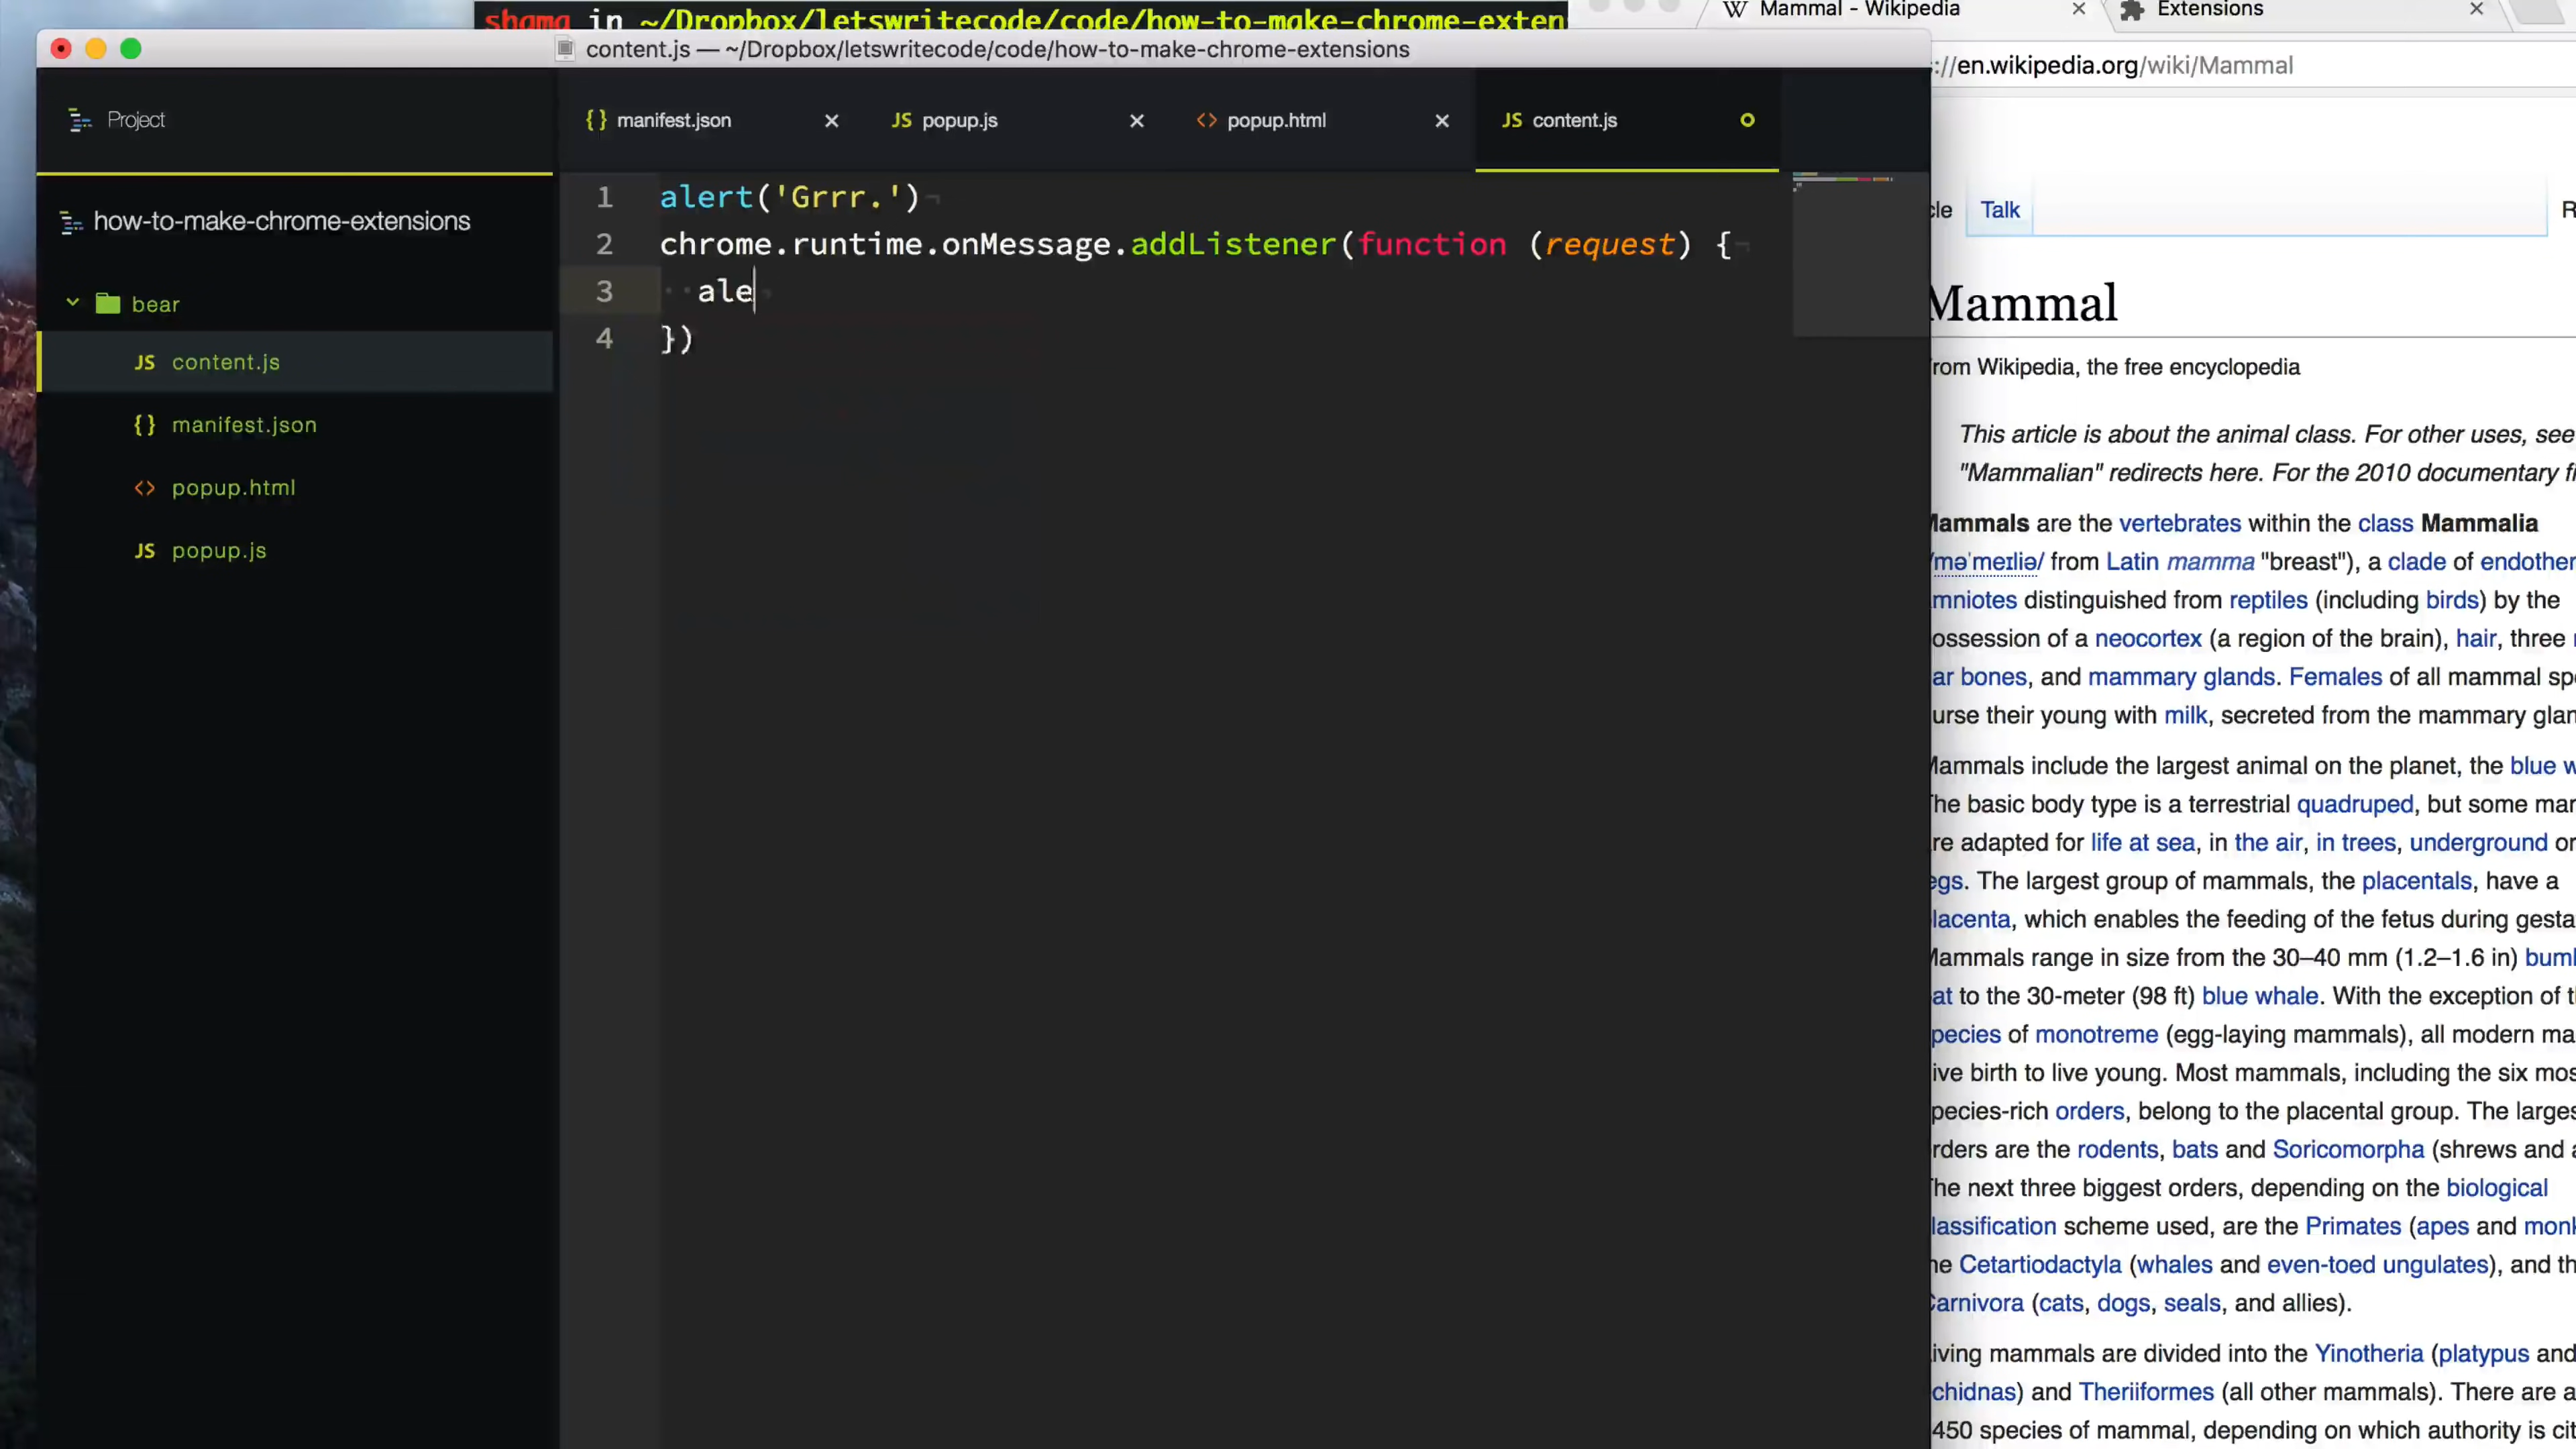 shama in ~/Dropbox/letswritecode/code/how-to-make-chrome-exten
Mammal - Wikipedia
Extensions
content.js — ~/Dropbox/letswritecode/code/how-to-make-chrome-extensions
://en.wikipedia.org/wiki/Mammal
Project
manifest.json
JS popup.js
popup.html
JS content.js
how-to-make-chrome-extensions
bear
JS content.js
{} manifest.json
<> popup.html
JS popup.js
1 alert('Grrr.')
2 chrome.runtime.onMessage.addListener(function (request) {
3 ale
4 })
Talk
Mammal
rom Wikipedia, the free encyclopedia
This article is about the animal class. For other uses, see
"Mammalian" redirects here. For the 2010 documentary fi
Mammals are the vertebrates within the class Mammalia
/məˈmeɪliə/ from Latin mamma "breast"), a clade of endother
mniotes distinguished from reptiles (including birds) by the
ossession of a neocortex (a region of the brain), hair, three
ar bones, and mammary glands. Females of all mammal spe
urse their young with milk, secreted from the mammary glan
Mammals include the largest animal on the planet, the blue w
he basic body type is a terrestrial quadruped, but some mar
re adapted for life at sea, in the air, in trees, underground or
egs. The largest group of mammals, the placentals, have a
lacenta, which enables the feeding of the fetus during gesta
Mammals range in size from the 30–40 mm (1.2–1.6 in) bumb
at to the 30-meter (98 ft) blue whale. With the exception of t
pecies of monotreme (egg-laying mammals), all modern ma
ive birth to live young. Most mammals, including the six mos
pecies-rich orders, belong to the placental group. The larges
rders are the rodents, bats and Soricomorpha (shrews and a
he next three biggest orders, depending on the biological
lassification scheme used, are the Primates (apes and monk
he Cetartiodactyla (whales and even-toed ungulates), and th
Carnivora (cats, dogs, seals, and allies).
iving mammals are divided into the Yinotheria (platypus and
chidnas) and Theriiformes (all other mammals). There are a
450 species of mammal, depending on which authority is cit